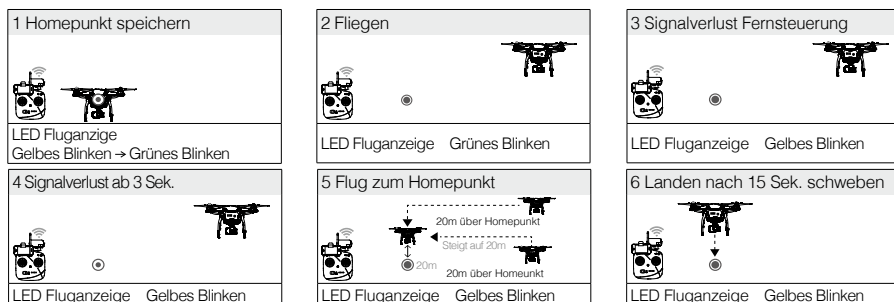 1 Homepunkt speichern
LED Fluganzige
Gelbes Blinken → Grünes Blinken
2 Fliegen
LED Fluganzeige Grünes Blinken
3 Signalverlust Fernsteuerung
LED Fluganzeige Gelbes Blinken
4 Signalverlust ab 3 Sek.
LED Fluganzeige Gelbes Blinken
5 Flug zum Homepunkt
20m über Homepunkt
Steigt auf 20m
20m
20m über Homeunkt
LED Fluganzeige Gelbes Blinken
6 Landen nach 15 Sek. schweben
LED Fluganzeige Gelbes Blinken